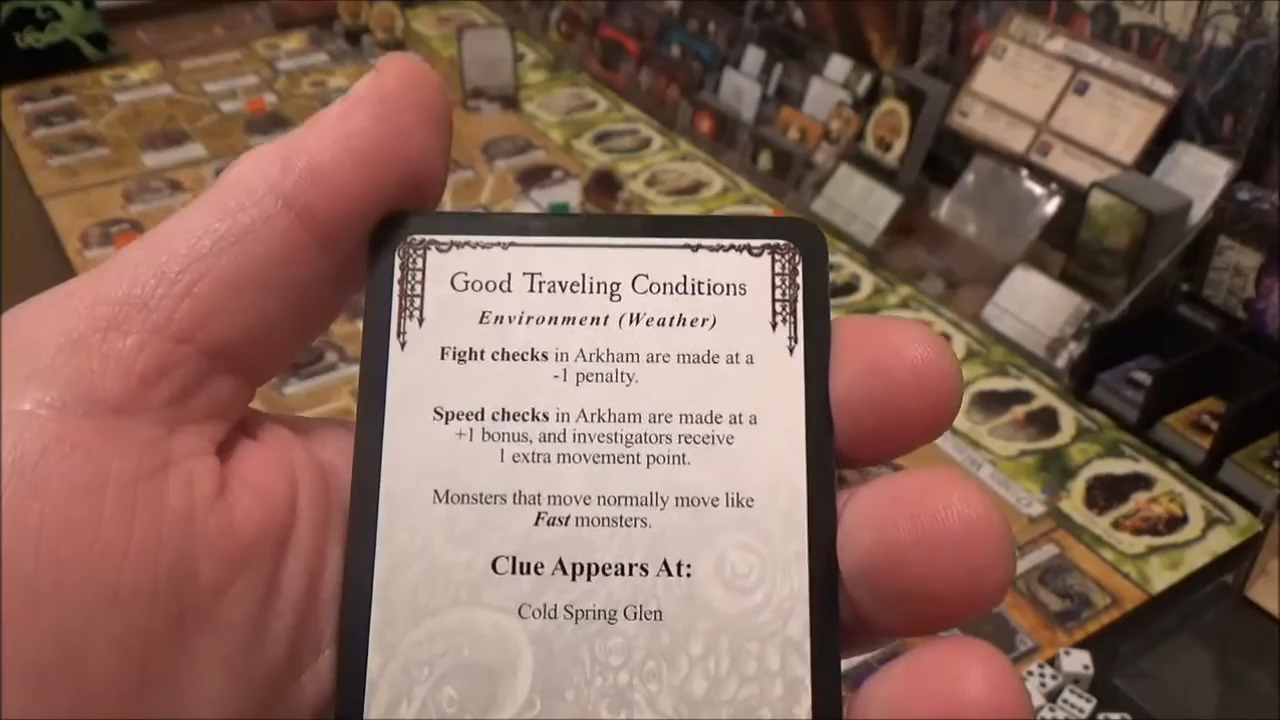 Good Traveling Conditions
Environment (Weather)
Fight checks in Arkham are made at a
-1 penalty.
Speed checks in Arkham are made at a
+1 bonus, and investigators receive
1 extra movement point.
Monsters that move normally move like
Fast monsters.
Clue Appears At:
Cold Spring Glen